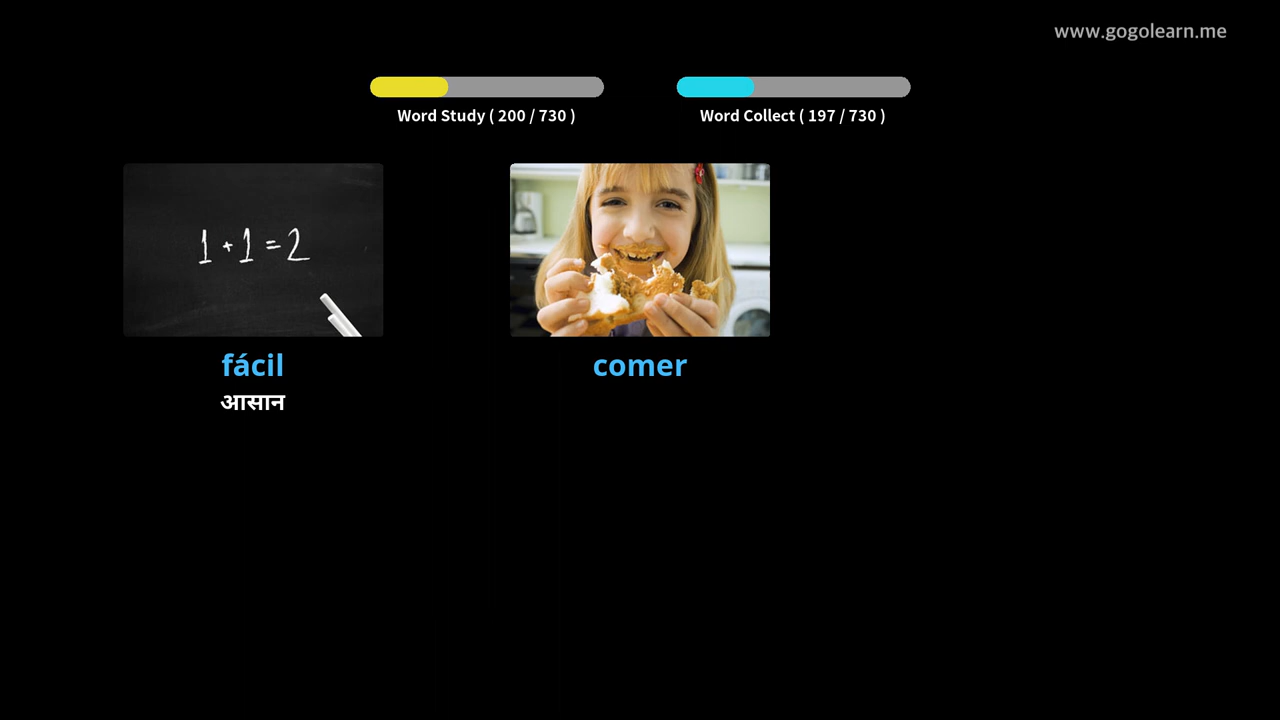 www.gogolearn.me
Word Study ( 200 / 730 )
Word Collect ( 197 / 730 )
1 + 1 = 2
fácil
आसान
comer